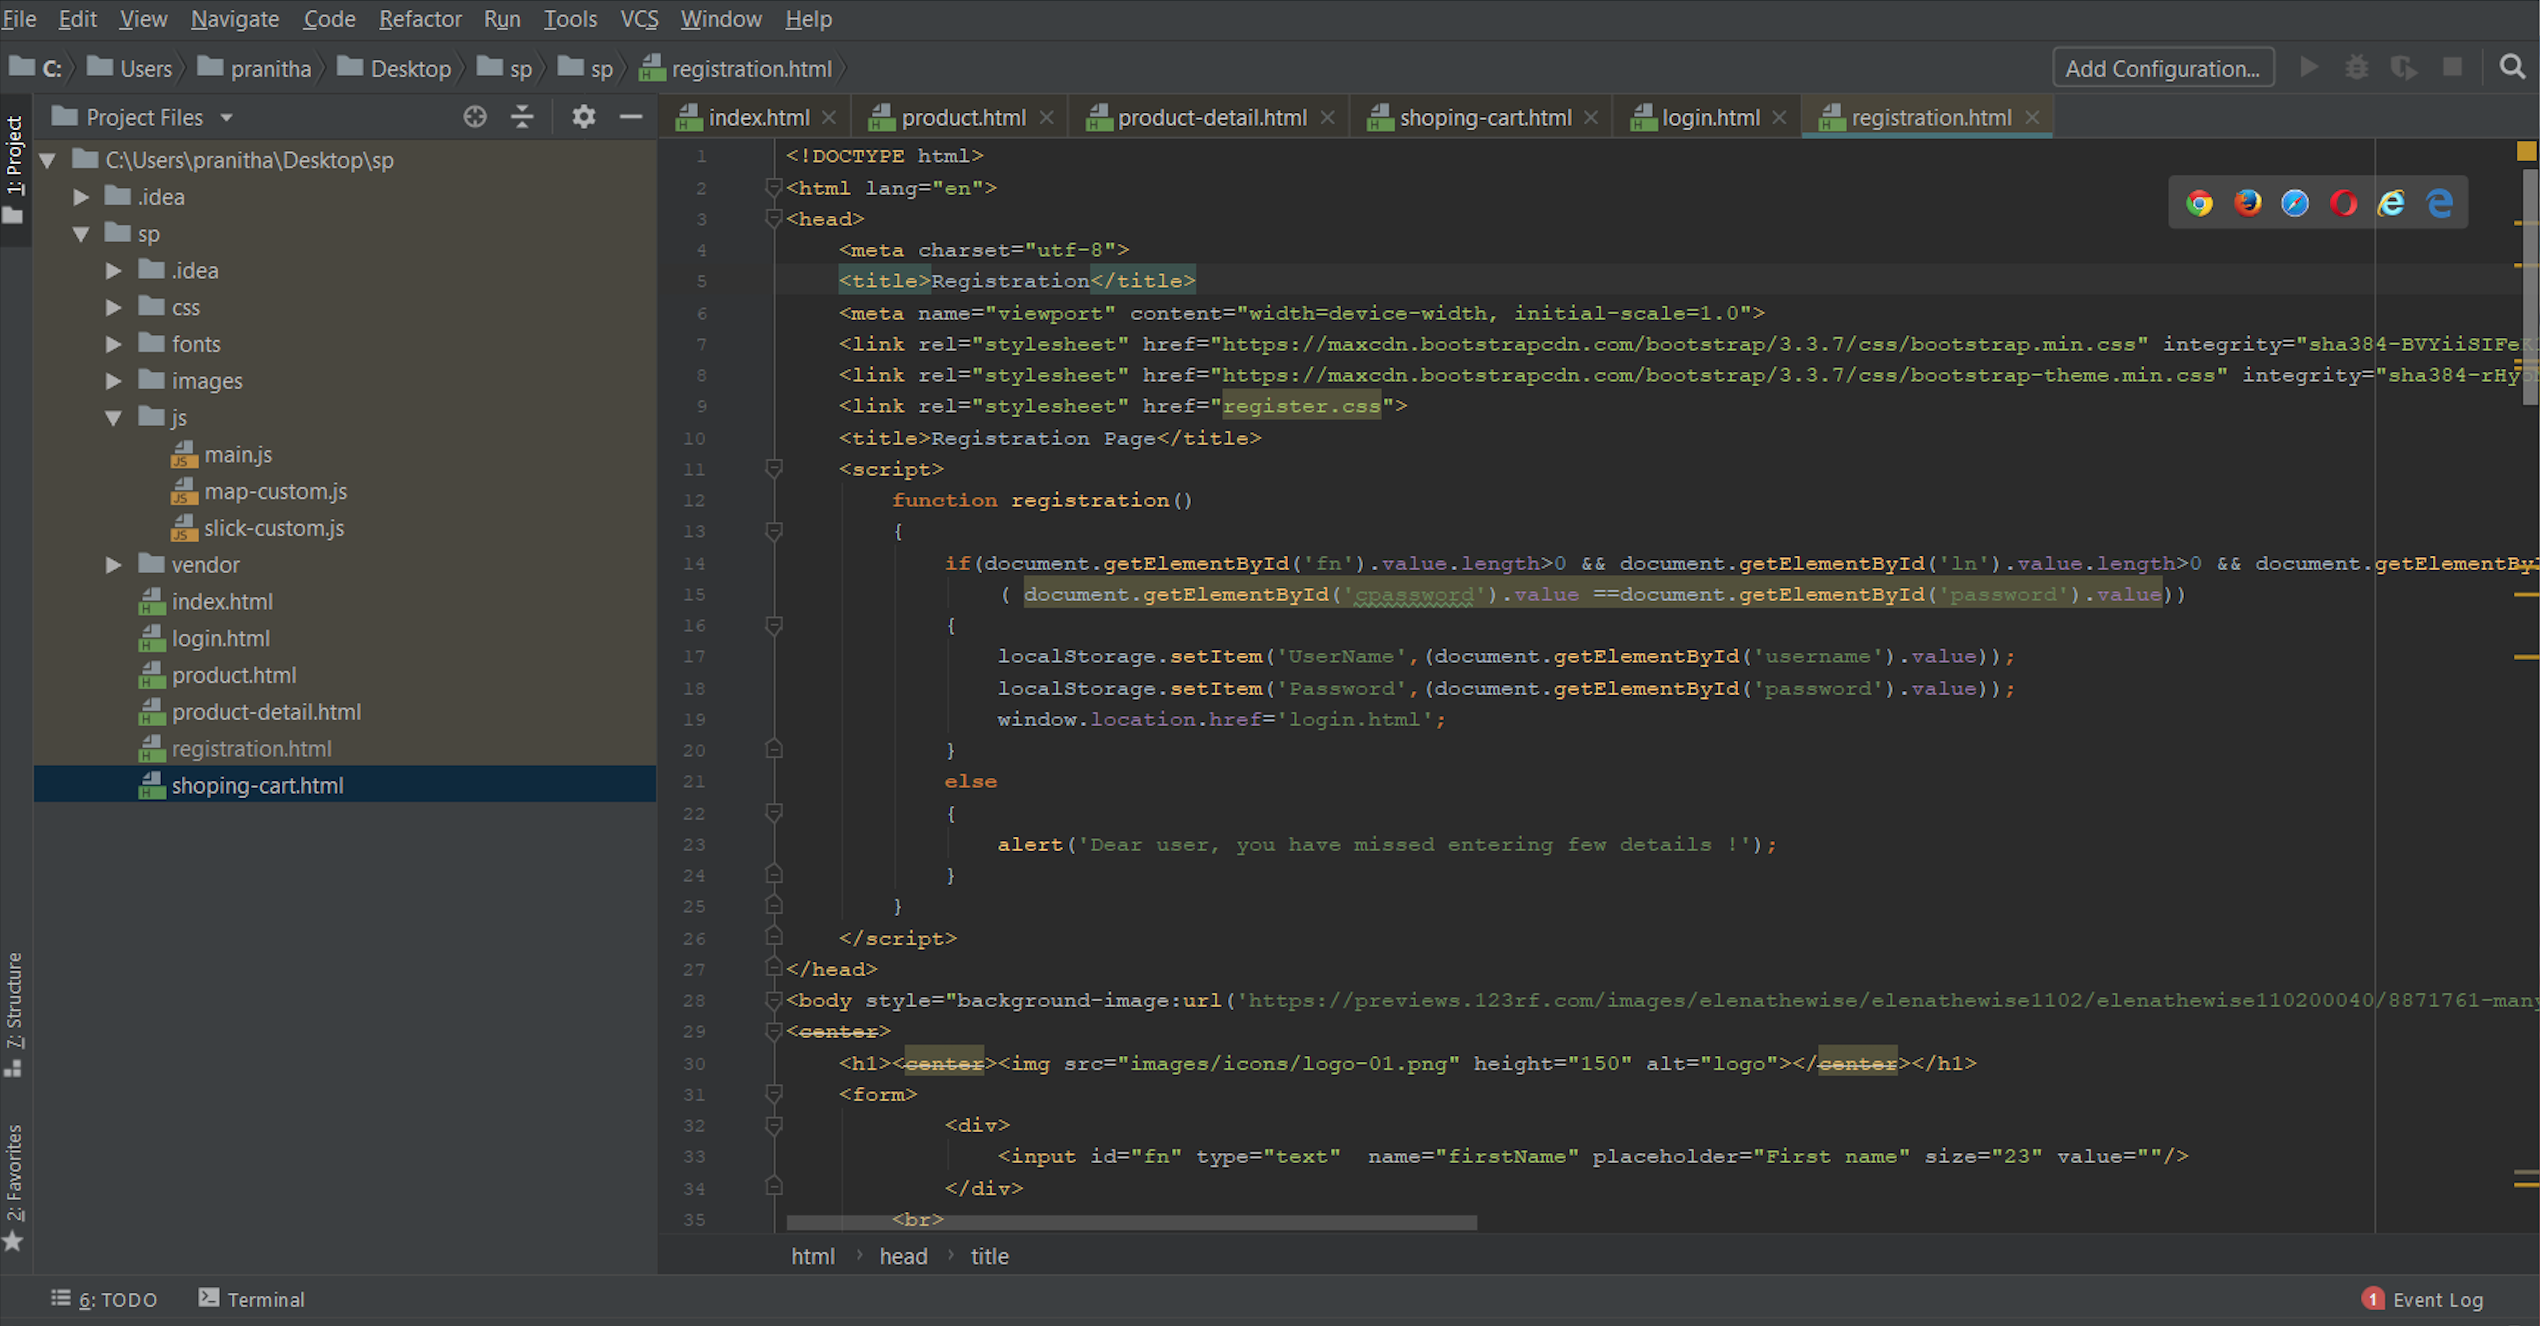 File Edit View Navigate Code Refactor Run Tools VCS Window Help
C: Users pranitha Desktop sp sp registration.html Add Configuration...
Project Files index.html product.html product-detail.html shoping-cart.html login.html registration.html
1: Project
7: Structure
2: Favorites
C:\Users\pranitha\Desktop\sp
.idea
sp
.idea
css
fonts
images
js
main.js
map-custom.js
slick-custom.js
vendor
index.html
login.html
product.html
product-detail.html
registration.html
shoping-cart.html
1 <!DOCTYPE html>
2 <html lang="en">
3 <head>
4 <meta charset="utf-8">
5 <title>Registration</title>
6 <meta name="viewport" content="width=device-width, initial-scale=1.0">
7 <link rel="stylesheet" href="https://maxcdn.bootstrapcdn.com/bootstrap/3.3.7/css/bootstrap.min.css" integrity="sha384-BVYiiSIFeK
8 <link rel="stylesheet" href="https://maxcdn.bootstrapcdn.com/bootstrap/3.3.7/css/bootstrap-theme.min.css" integrity="sha384-rHyo
9 <link rel="stylesheet" href="register.css">
10 <title>Registration Page</title>
11 <script>
12 function registration()
13 {
14 if(document.getElementById('fn').value.length>0 && document.getElementById('ln').value.length>0 && document.getElementBy
15 ( document.getElementById('cpassword').value ==document.getElementById('password').value))
16 {
17 localStorage.setItem('UserName',(document.getElementById('username').value));
18 localStorage.setItem('Password',(document.getElementById('password').value));
19 window.location.href='login.html';
20 }
21 else
22 {
23 alert('Dear user, you have missed entering few details !');
24 }
25 }
26 </script>
27 </head>
28 <body style="background-image:url('https://previews.123rf.com/images/elenathewise/elenathewise1102/elenathewise110200040/8871761-many
29 <center>
30 <h1><center><img src="images/icons/logo-01.png" height="150" alt="logo"></center></h1>
31 <form>
32 <div>
33 <input id="fn" type="text" name="firstName" placeholder="First name" size="23" value=""/>
34 </div>
35 <br>
html head title
6: TODO Terminal 1 Event Log